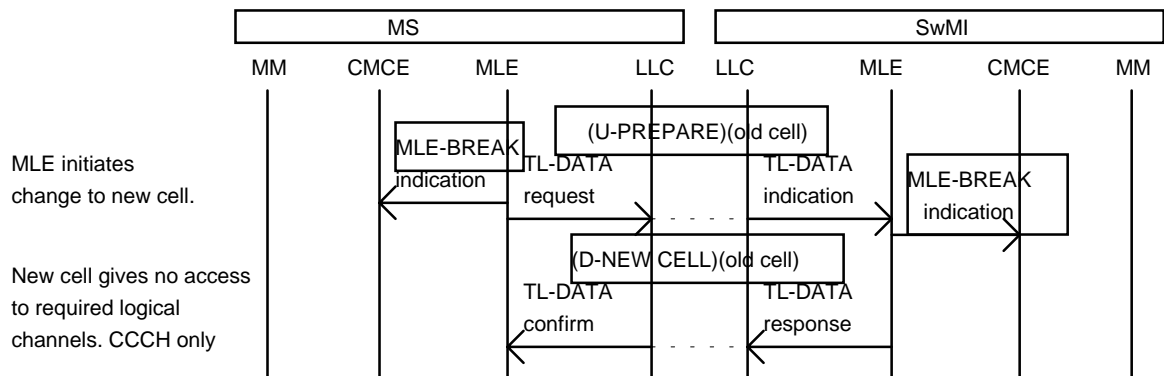 MS SwMI
MM CMCE MLE LLC LLC MLE CMCE MM
(U-PREPARE)(old cell)
MLE-BREAK
indication
TL-DATA
request
TL-DATA
indication
MLE-BREAK
indication
MLE initiates
change to new cell.
(D-NEW CELL)(old cell)
TL-DATA
confirm
TL-DATA
response
New cell gives no access
to required logical
channels. CCCH only